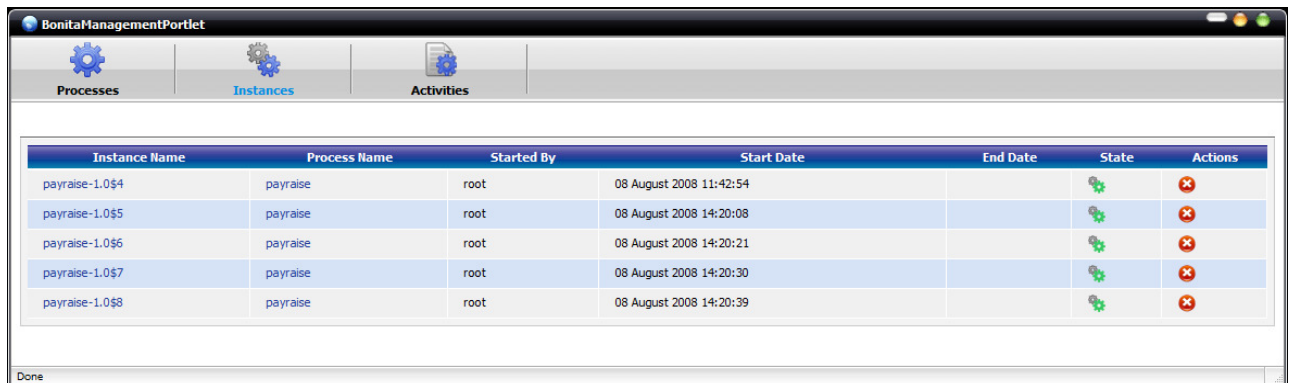 BonitaManagementPortlet
Processes Instances Activities
Instance Name Process Name Started By Start Date End Date State Actions
payraise-1.0$4 payraise root 08 August 2008 11:42:54
payraise-1.0$5 payraise root 08 August 2008 14:20:08
payraise-1.0$6 payraise root 08 August 2008 14:20:21
payraise-1.0$7 payraise root 08 August 2008 14:20:30
payraise-1.0$8 payraise root 08 August 2008 14:20:39
Done